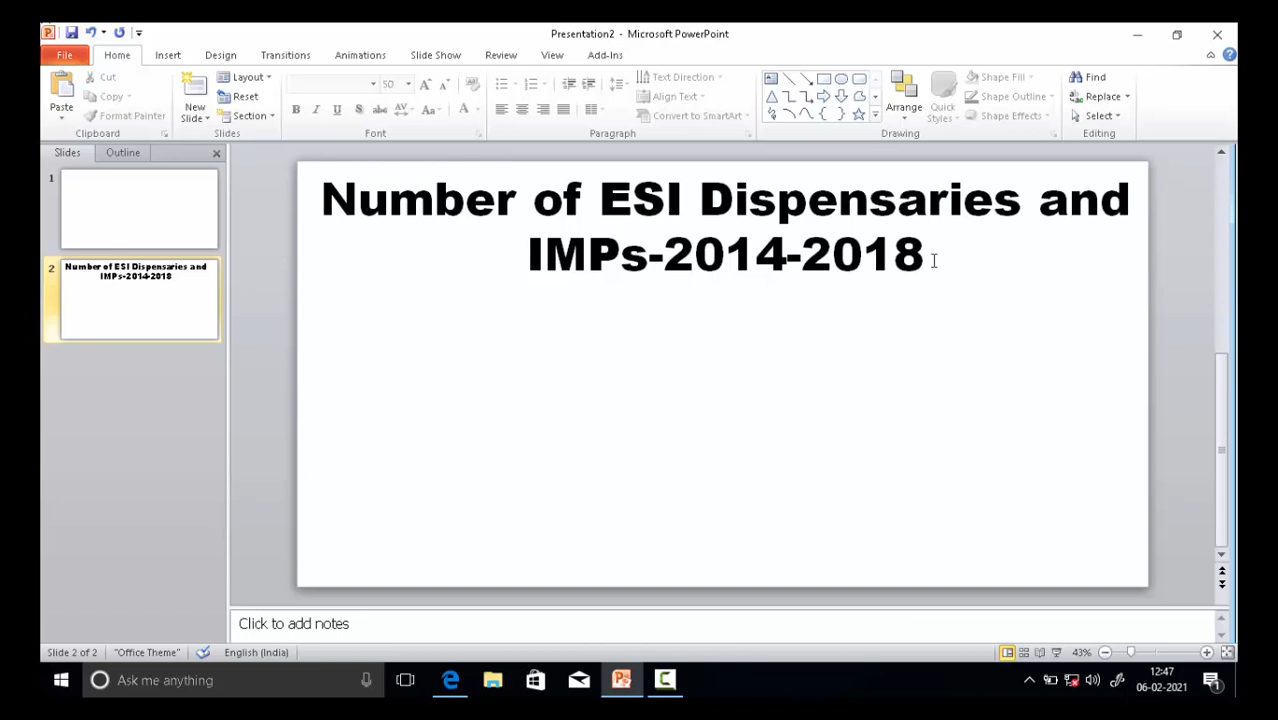 Presentation2 - Microsoft PowerPoint
File Home Insert Design Transitions Animations Slide Show Review View Add-Ins
Paste
Cut
Copy
Format Painter
Clipboard
New
Slide
Layout
Reset
Section
Slides
50
Font
Text Direction
Align Text
Convert to SmartArt
Paragraph
Arrange
Quick
Styles
Shape Fill
Shape Outline
Shape Effects
Drawing
Find
Replace
Select
Editing
Slides Outline
1
2
Number of ESI Dispensaries and
IMPs-2014-2018
Number of ESI Dispensaries and
IMPs-2014-2018
Click to add notes
Slide 2 of 2 "Office Theme" English (India) 43%
Ask me anything
12:47
06-02-2021
1